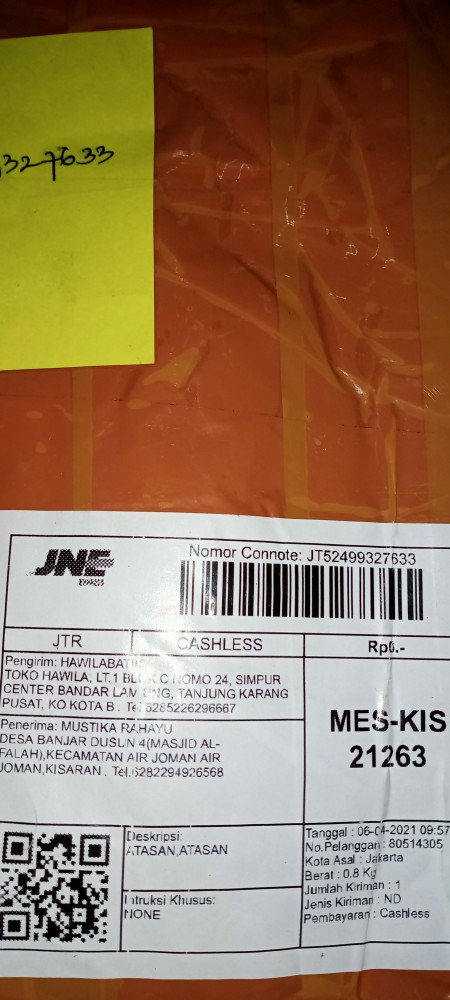 327633
JNE
EXPRESS
Nomor Connote: JT52499327633
JTR
CASHLESS
Rp0.-
Pengirim: HAWILABATIK
TOKO HAWILA, LT.1 BLOK C NOMO 24, SIMPUR
CENTER BANDAR LAMPUNG, TANJUNG KARANG
PUSAT, KO KOTA B . Tel.6285226296667
Penerima: MUSTIKA RAHAYU
DESA BANJAR DUSUN 4(MASJID AL-
FALAH),KECAMATAN AIR JOMAN AIR
JOMAN,KISARAN . Tel.6282294926568
MES-KIS
21263
Deskripsi:
ATASAN,ATASAN
Intruksi Khusus:
NONE
Tanggal : 06-04-2021 09:57
No.Pelanggan : 80514305
Kota Asal : Jakarta
Berat : 0.8 Kg
Jumlah Kiriman : 1
Jenis Kiriman : ND
Pembayaran : Cashless